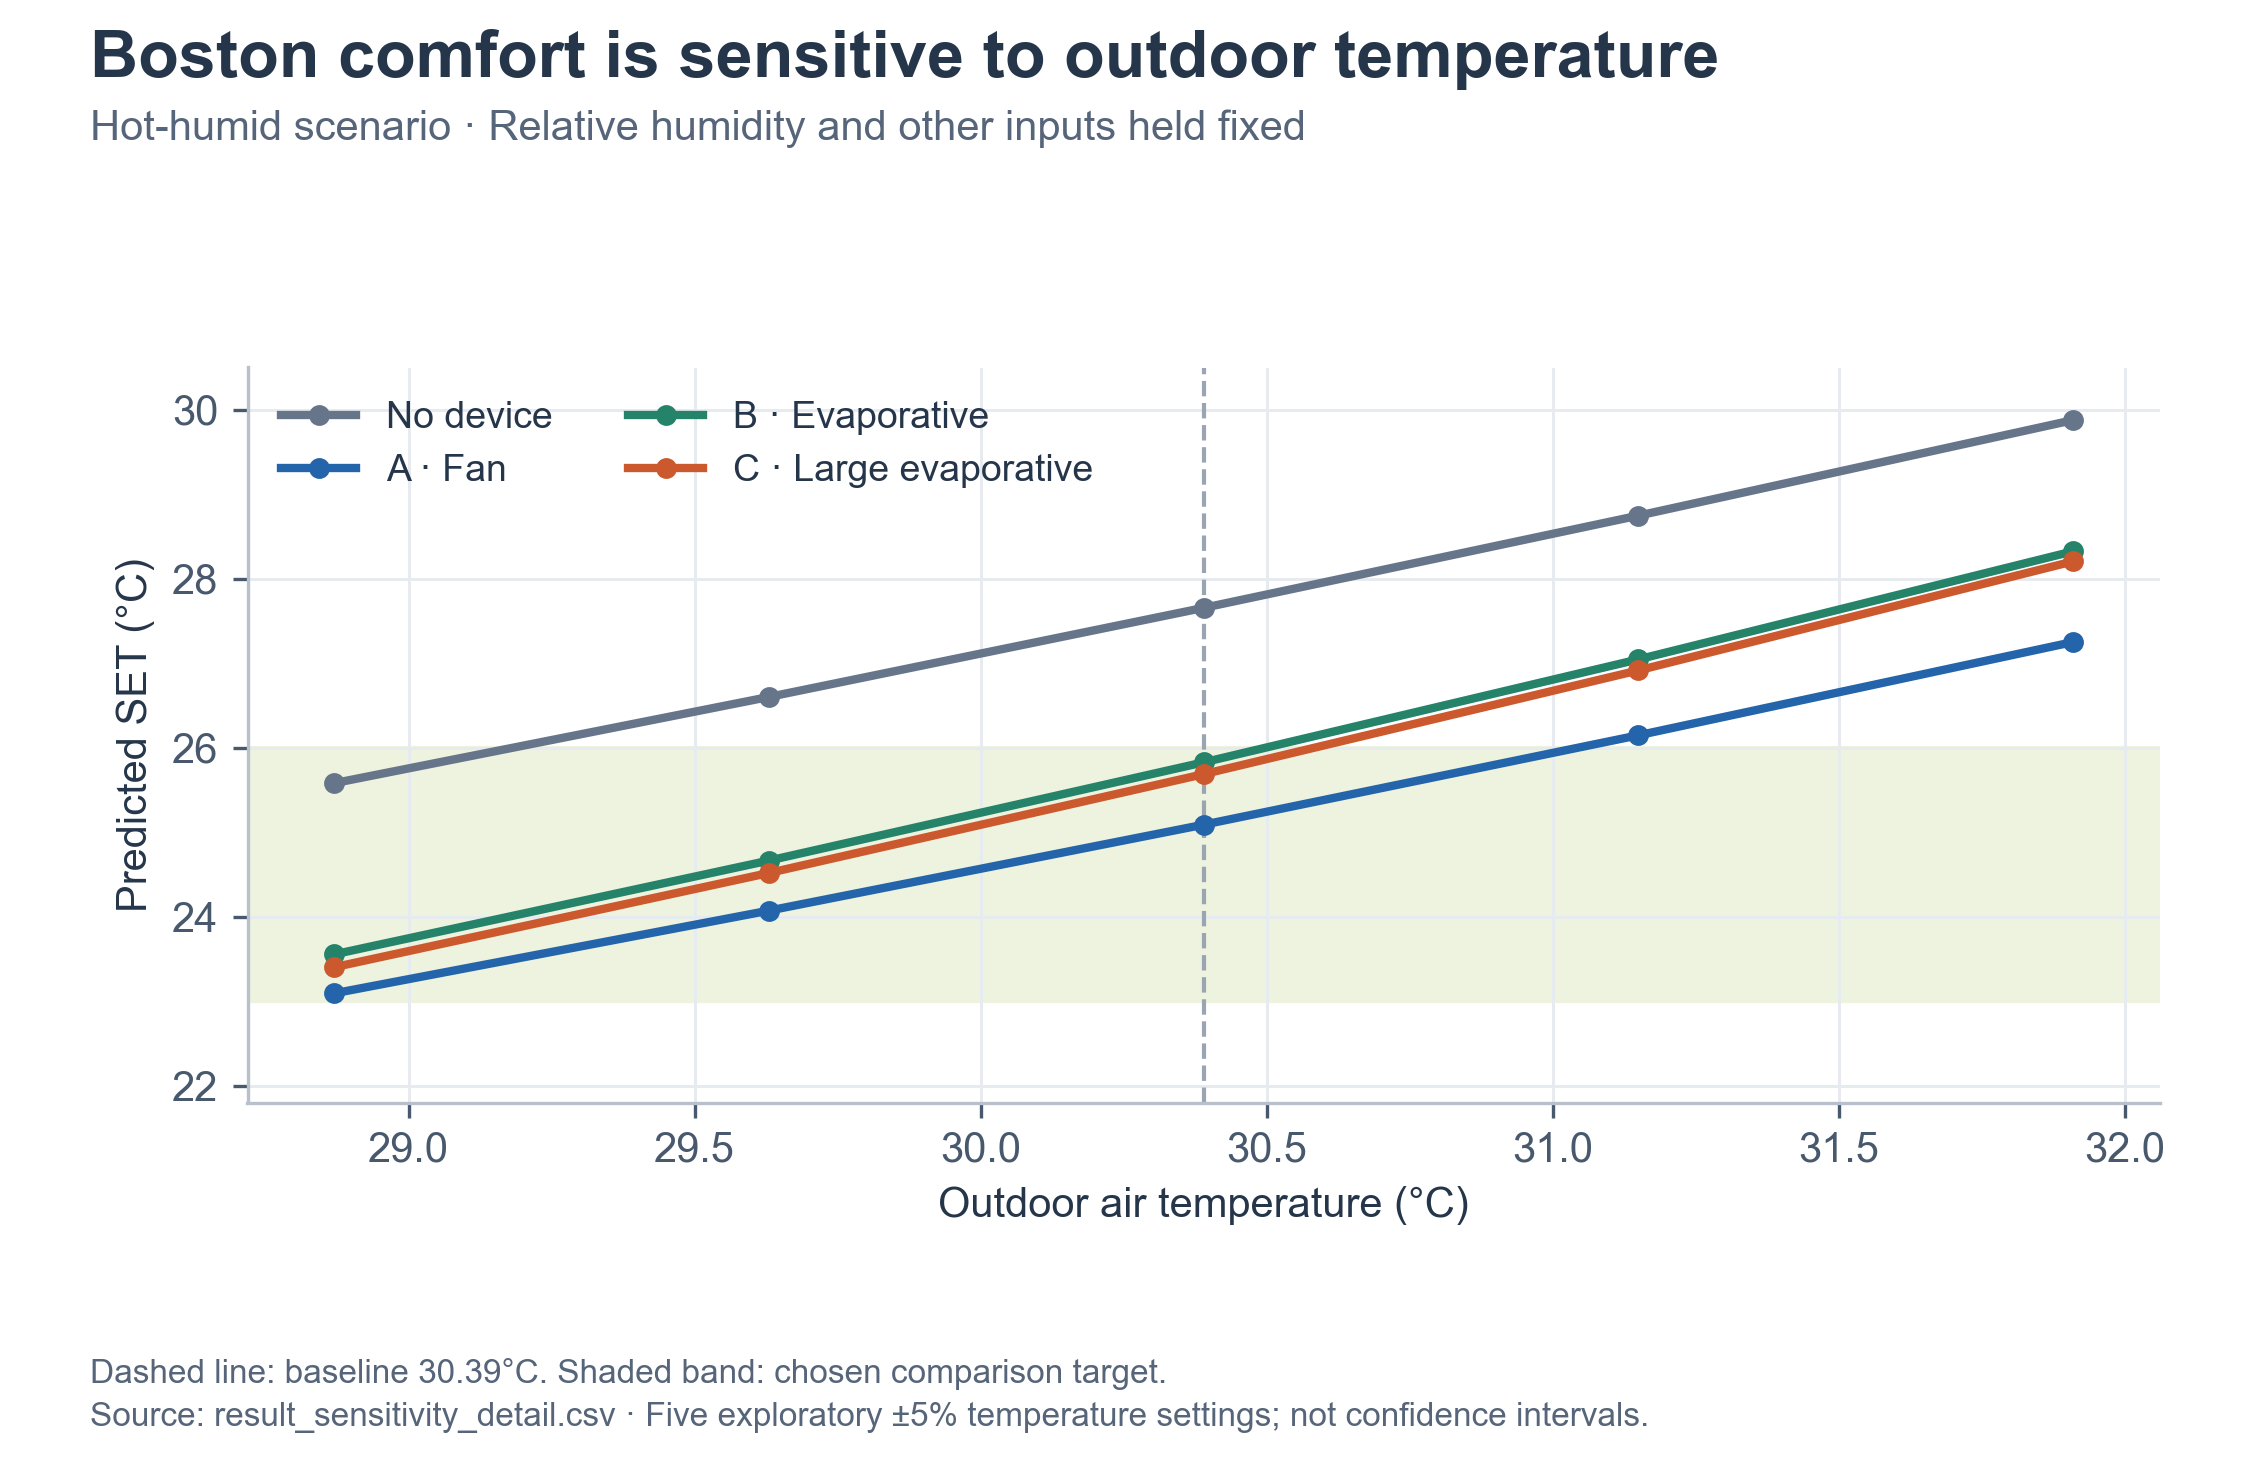 Boston comfort is sensitive to outdoor temperature
Hot-humid scenario · Relative humidity and other inputs held fixed
No device
A · Fan
B · Evaporative
C · Large evaporative
Predicted SET (°C)
30
28
26
24
22
29.0 29.5 30.0 30.5 31.0 31.5 32.0
Outdoor air temperature (°C)
Dashed line: baseline 30.39°C. Shaded band: chosen comparison target.
Source: result_sensitivity_detail.csv · Five exploratory ±5% temperature settings; not confidence intervals.